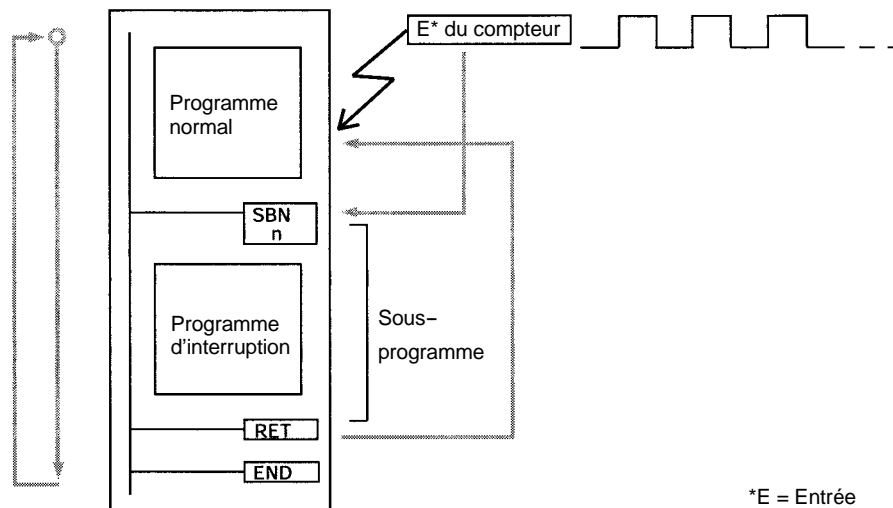 E* du compteur
Programme
normal
SBN
n
Programme
d'interruption
Sous-
programme
RET
END
*E = Entrée